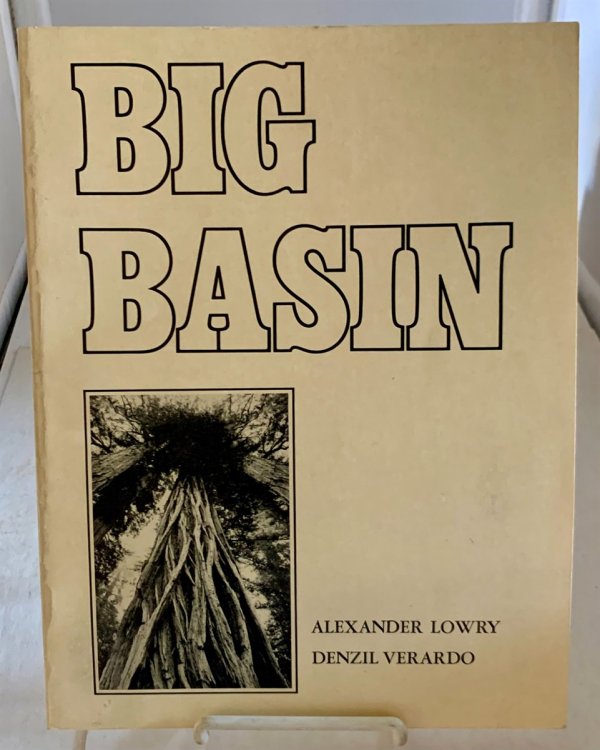 BIG
BASIN
ALEXANDER LOWRY
DENZIL VERARDO